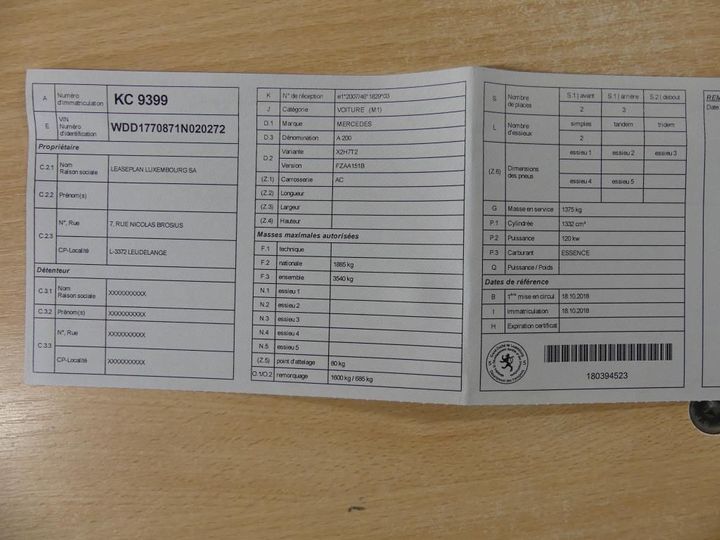 A Numéro d'immatriculation KC 9399
E VIN Numéro d'identification WDD1770871N020272
Propriétaire
C.2.1 Nom Raison sociale LEASEPLAN LUXEMBOURG SA
C.2.2 Prénom(s)
C.2.3 N°, Rue 7, RUE NICOLAS BROSIUS
CP-Localité L-3372 LEUDELANGE
Détenteur
C.3.1 Nom Raison sociale XXXXXXXXXX
C.3.2 Prénom(s) XXXXXXXXXX
C.3.3 N°, Rue XXXXXXXXXX
CP-Localité XXXXXXXXXX
K N° de réception e1*2007/46*1829*03
J Catégorie VOITURE (M1)
D.1 Marque MERCEDES
D.3 Dénomination A 200
D.2 Variante X2H7T2
Version FZAA151B
(Z.1) Carrosserie AC
(Z.2) Longueur
(Z.3) Largeur
(Z.4) Hauteur
Masses maximales autorisées
F.1 technique
F.2 nationale 1885 kg
F.3 ensemble 3540 kg
N.1 essieu 1
N.2 essieu 2
N.3 essieu 3
N.4 essieu 4
N.5 essieu 5
(Z.5) point d'attelage 80 kg
O.1/O.2 remorquage 1600 kg / 685 kg
S Nombre de places S.1 | avant S.1 | arrière S.2 | debout
2 3
L Nombre d'essieux simples tandem tridem
2
(Z.6) Dimensions des pneus essieu 1 essieu 2 essieu 3
essieu 4 essieu 5
G Masse en service 1375 kg
P.1 Cylindrée 1332 cm³
P.2 Puissance 120 kw
P.3 Carburant ESSENCE
Q Puissance / Poids
Dates de référence
B 1ère mise en circul 18.10.2018
I immatriculation 18.10.2018
H Expiration certificat
180394523
REM
Date